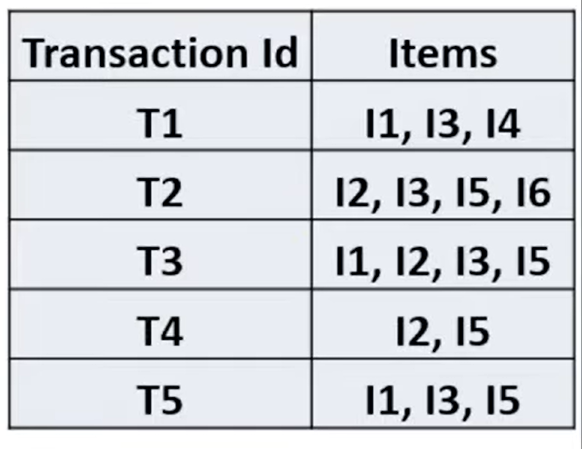 Transaction Id Items
T1 I1, I3, I4
T2 I2, I3, I5, I6
T3 I1, I2, I3, I5
T4 I2, I5
T5 I1, I3, I5